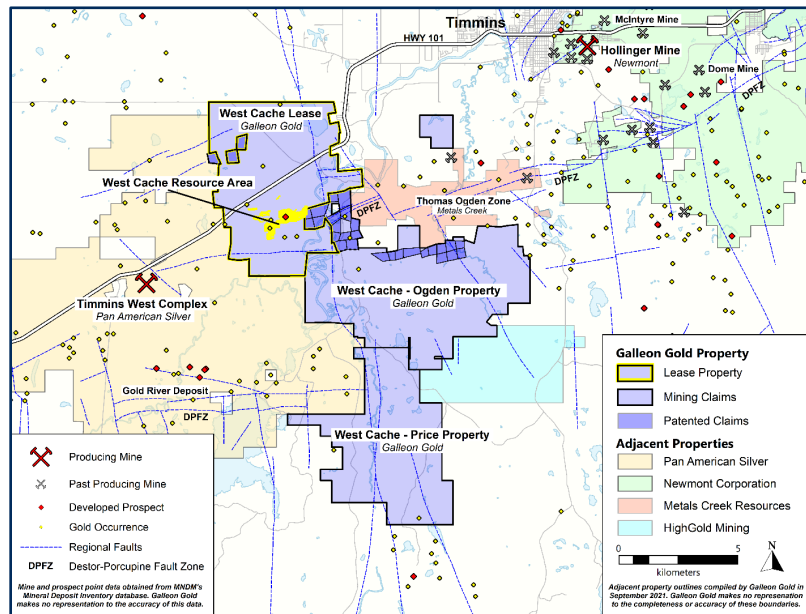 Timmins
McIntyre Mine
HWY 101
Hollinger Mine
Newmont
Dome Mine
DPFZ
West Cache Lease
Galleon Gold
West Cache Resource Area
DPFZ
Thomas Ogden Zone
Metals Creek
DPFZ
Timmins West Complex
Pan American Silver
West Cache - Ogden Property
Galleon Gold
Gold River Deposit
DPFZ
West Cache - Price Property
Galleon Gold
Producing Mine
Past Producing Mine
Developed Prospect
Gold Occurrence
Regional Faults
DPFZ Destor-Porcupine Fault Zone
Mine and prospect point data obtained from MNDM's
Mineral Deposit Inventory database. Galleon Gold
makes no representation to the accuracy of this data.
Galleon Gold Property
Lease Property
Mining Claims
Patented Claims
Adjacent Properties
Pan American Silver
Newmont Corporation
Metals Creek Resources
HighGold Mining
0 5
kilometers
N
Adjacent property outlines compiled by Galleon Gold in
September 2021. Galleon Gold makes no represenation
to the completeness or accuracy of these boundaries.